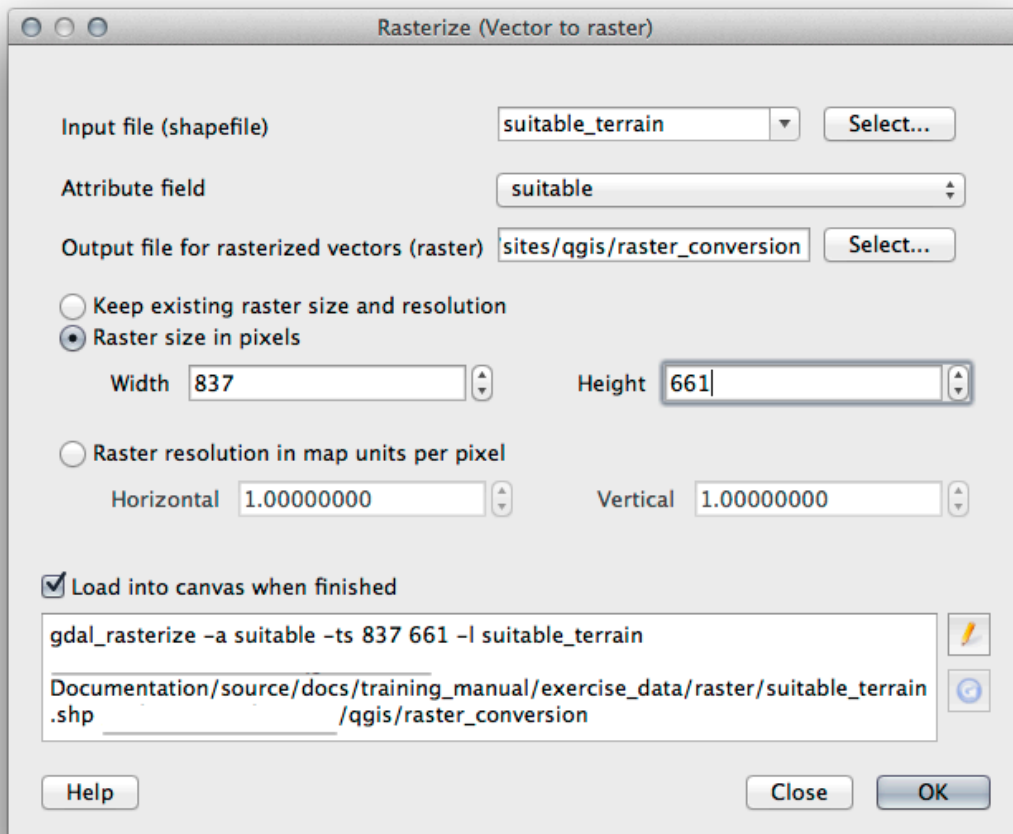 Rasterize (Vector to raster)
Input file (shapefile) suitable_terrain Select...
Attribute field suitable
Output file for rasterized vectors (raster) sites/qgis/raster_conversion Select...
Keep existing raster size and resolution
Raster size in pixels
Width 837 Height 661
Raster resolution in map units per pixel
Horizontal 1.00000000 Vertical 1.00000000
Load into canvas when finished
gdal_rasterize -a suitable -ts 837 661 -l suitable_terrain
Documentation/source/docs/training_manual/exercise_data/raster/suitable_terrain
.shp /qgis/raster_conversion
Help Close OK